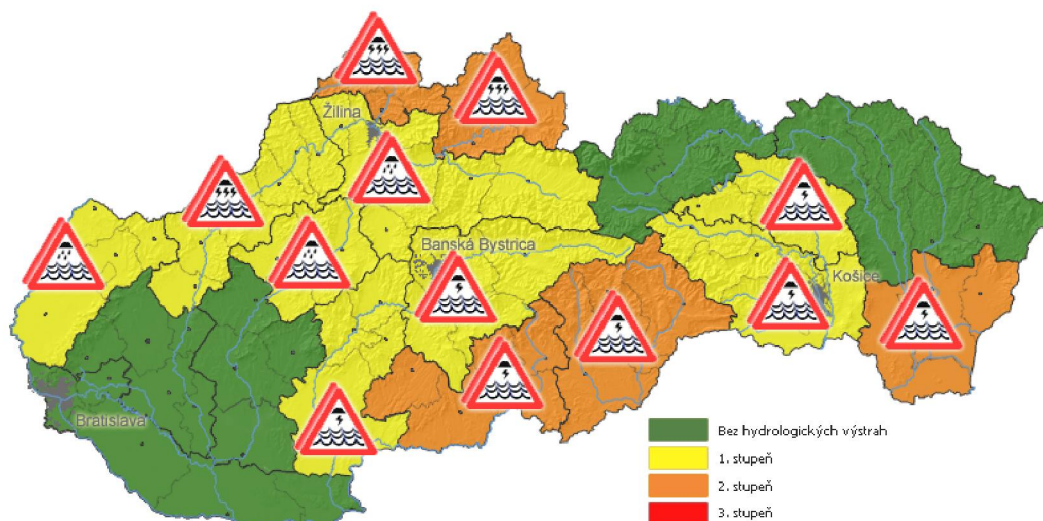 Žilina
Banská Bystrica
Košice
Bratislava
Bez hydrologických výstrah
1. stupeň
2. stupeň
3. stupeň